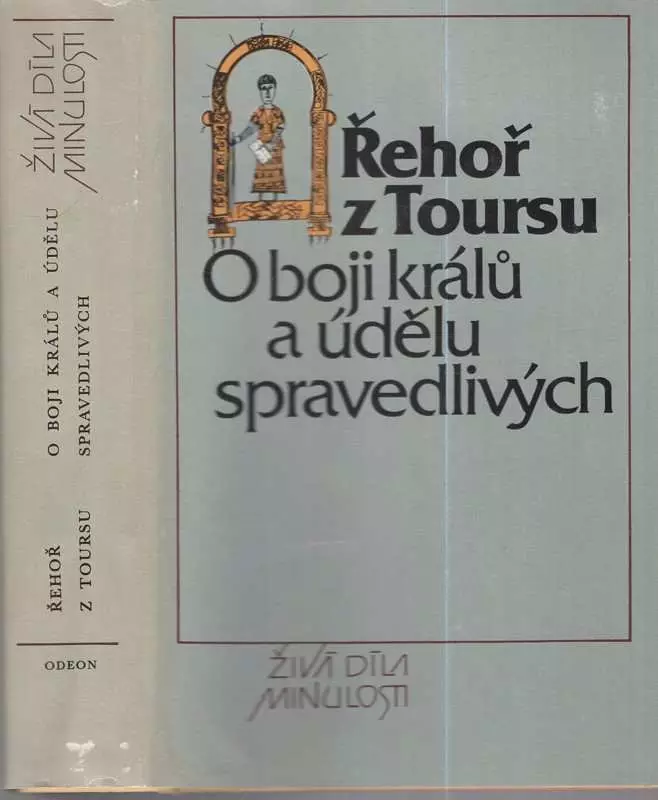 ŽIVÁ DÍLA
MINULOSTI
O BOJI KRÁLŮ A ÚDĚLU
SPRAVEDLIVÝCH
ŘEHOŘ
Z TOURSU
ODEON
Řehoř
z Toursu
O boji králů
a údělu
spravedlivých
ŽIVÁ DÍLA
MINULOSTI